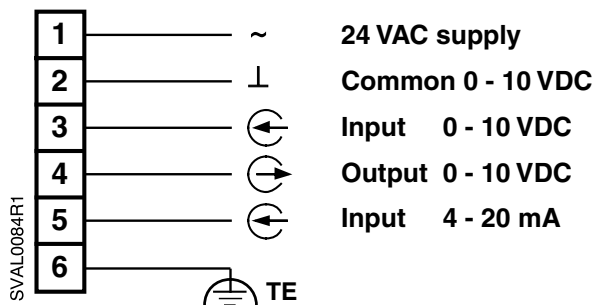 1 ~ 24 VAC supply
2 ⊥ Common 0 - 10 VDC
3 Input 0 - 10 VDC
4 Output 0 - 10 VDC
5 Input 4 - 20 mA
6 TE
SVAL0084R1